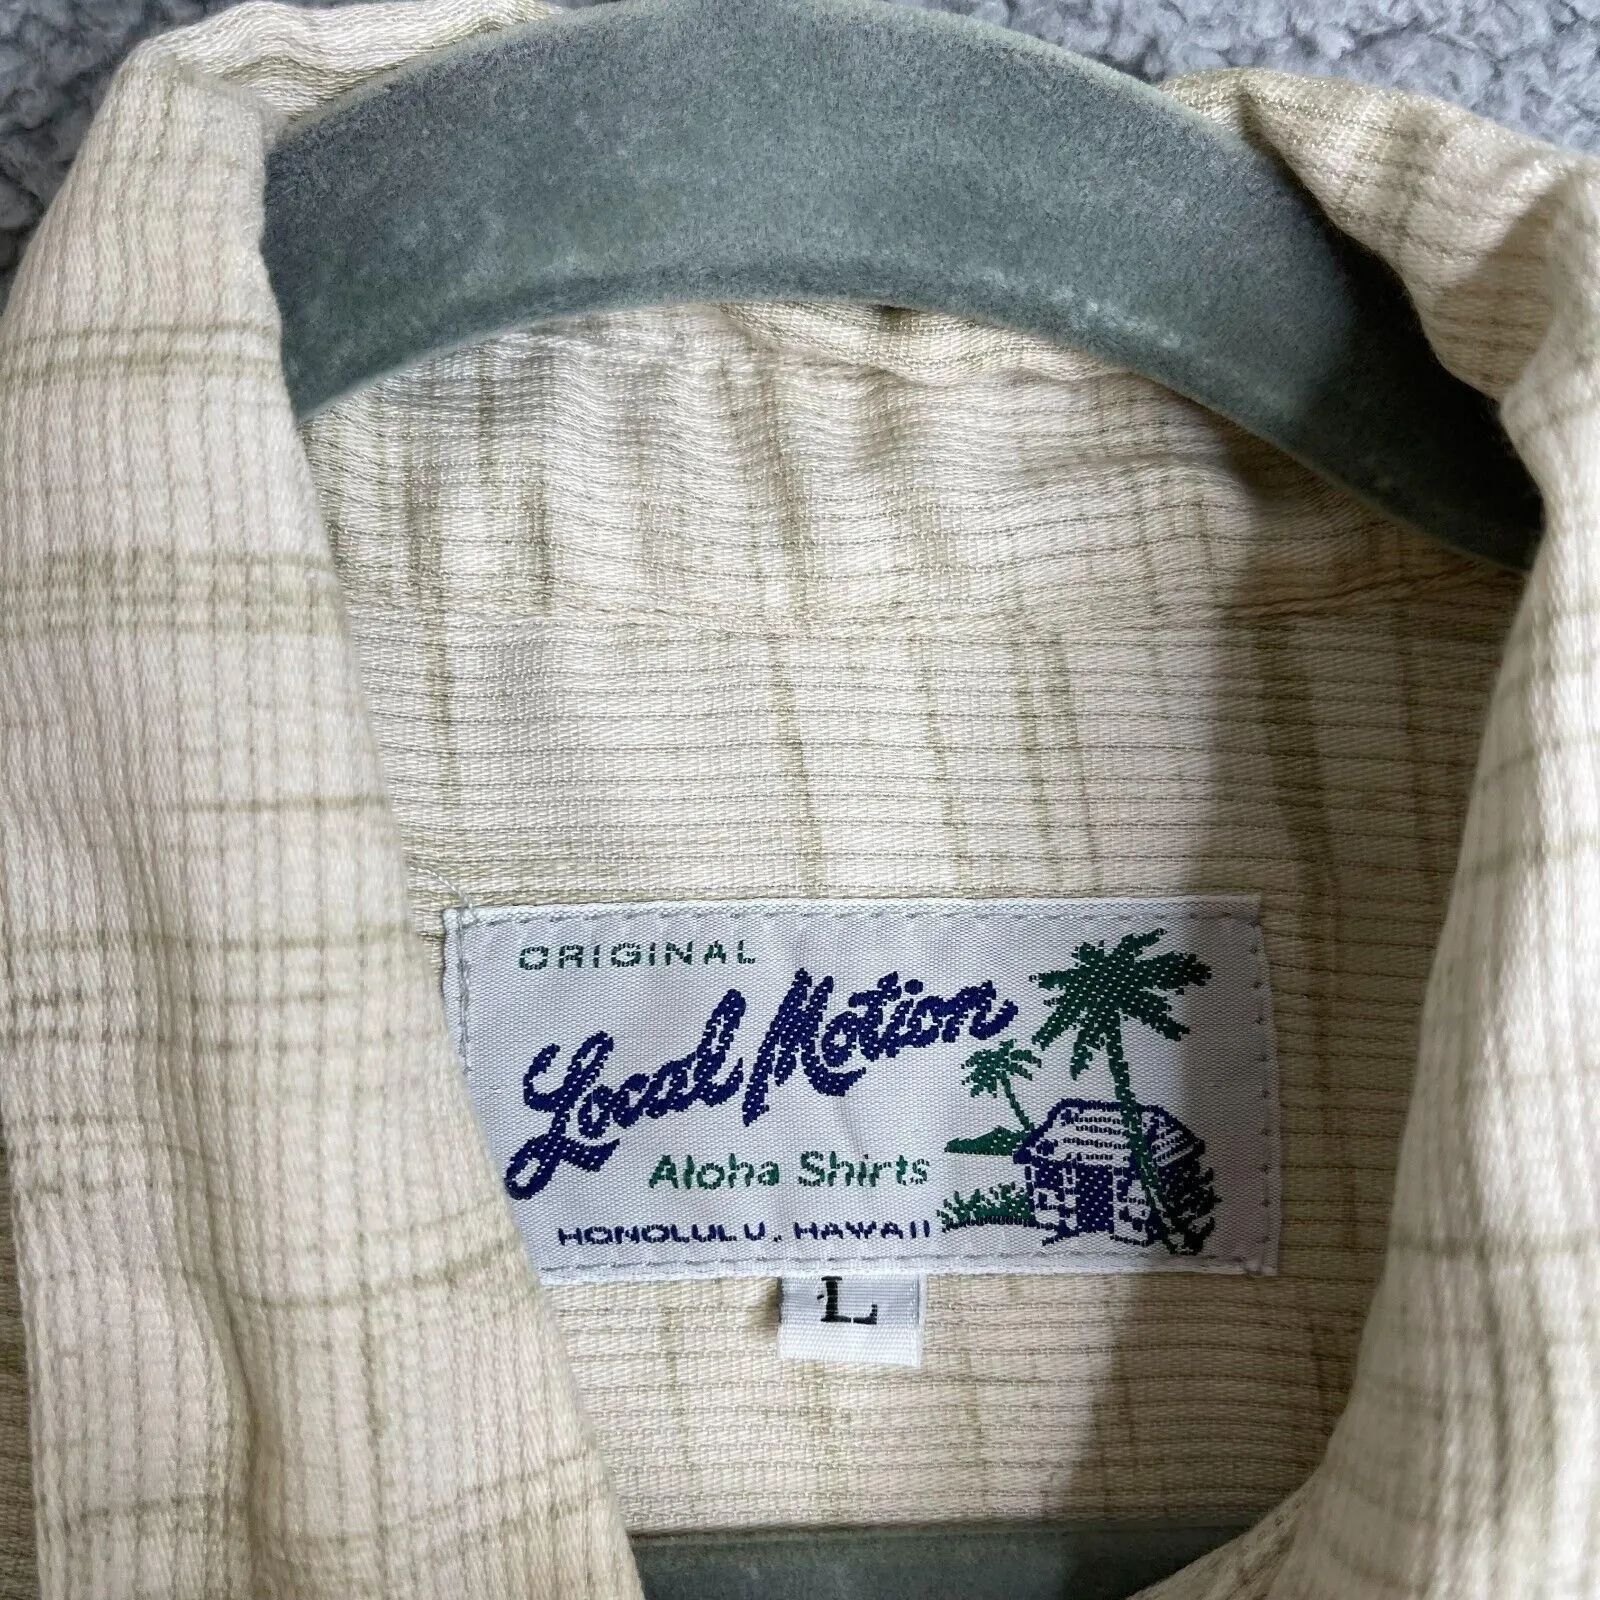 ORIGINAL
Local Motion
Aloha Shirts
HONOLULU, HAWAII
L